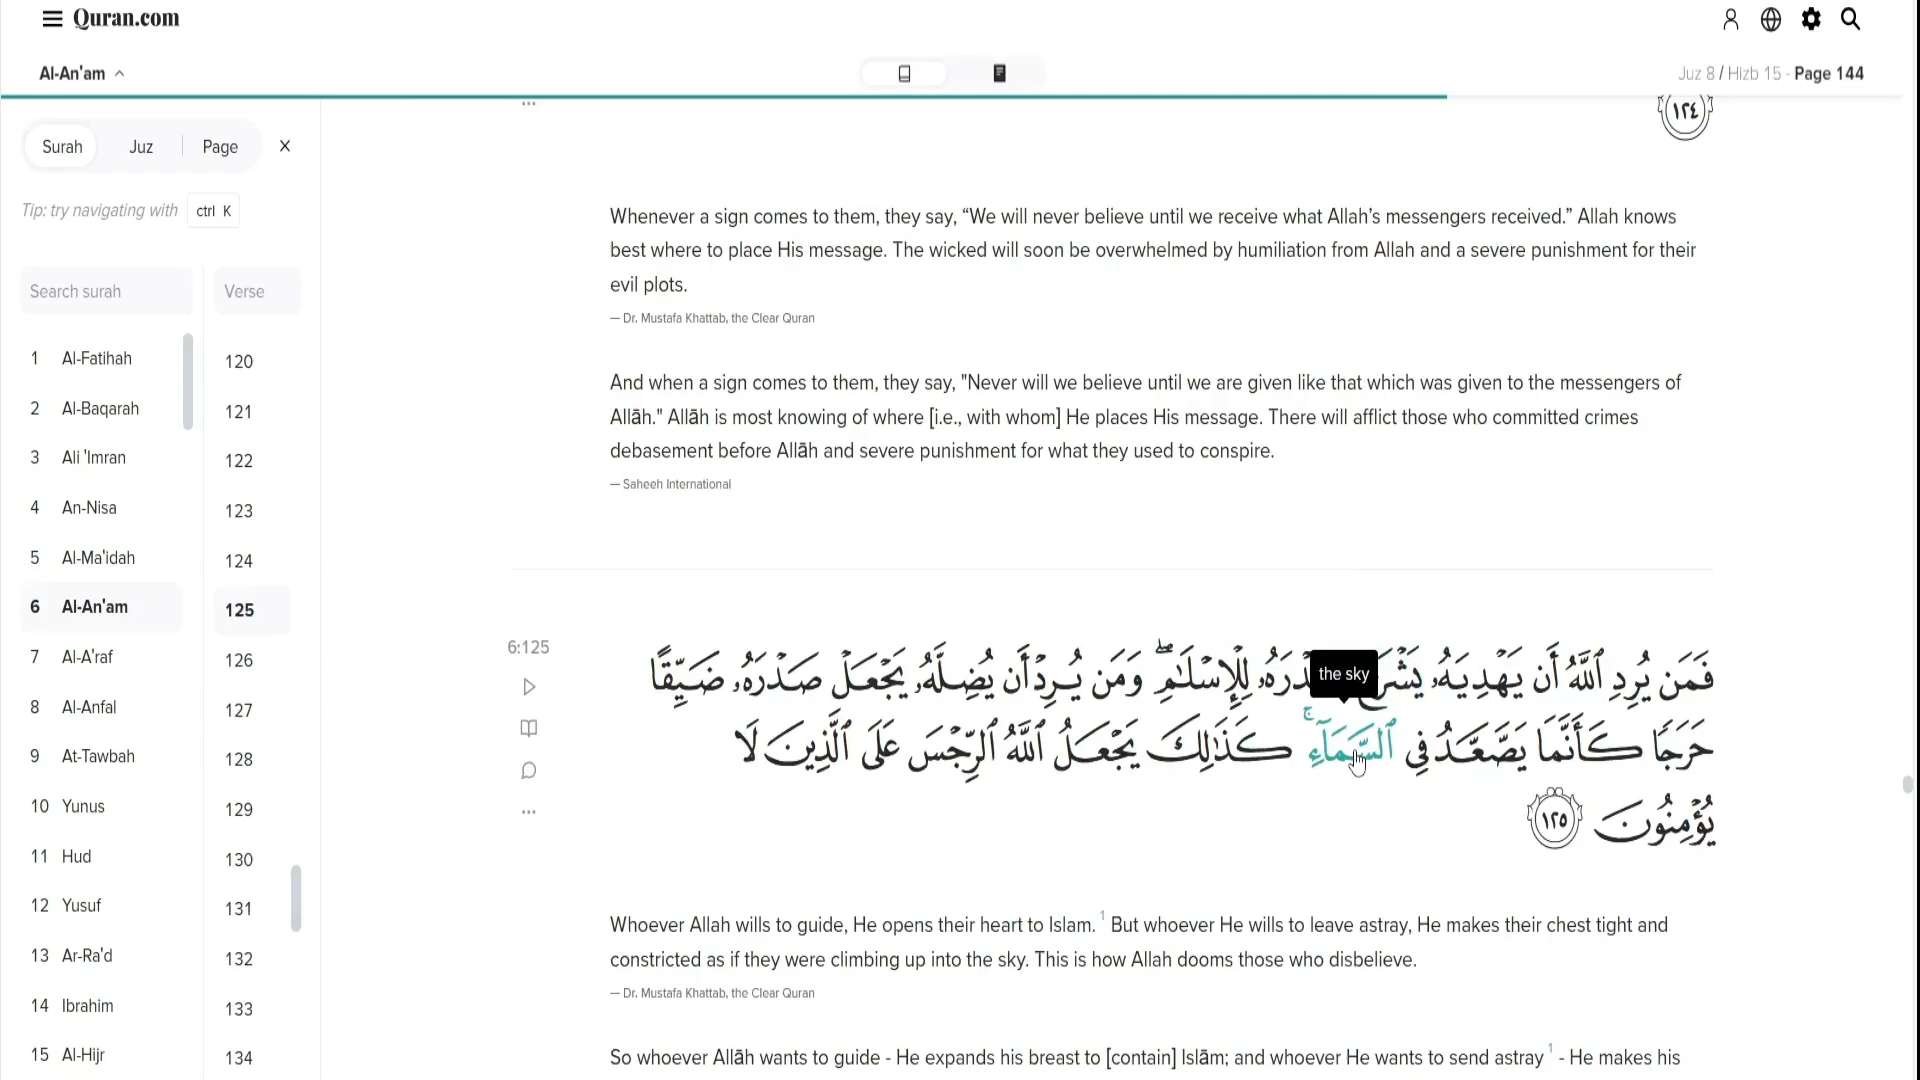 Quran.com
Al-An'am
Juz 8 / Hizb 15 - Page 144
Surah
Juz
Page
Tip: try navigating with ctrl K
Search surah
Verse
1 Al-Fatihah
2 Al-Baqarah
3 Ali 'Imran
4 An-Nisa
5 Al-Ma'idah
6 Al-An'am
7 Al-A'raf
8 Al-Anfal
9 At-Tawbah
10 Yunus
11 Hud
12 Yusuf
13 Ar-Ra'd
14 Ibrahim
15 Al-Hijr
120
121
122
123
124
125
126
127
128
129
130
131
132
133
134
١٢٤
Whenever a sign comes to them, they say, “We will never believe until we receive what Allah’s messengers received.” Allah knows
best where to place His message. The wicked will soon be overwhelmed by humiliation from Allah and a severe punishment for their
evil plots.
— Dr. Mustafa Khattab, the Clear Quran
And when a sign comes to them, they say, "Never will we believe until we are given like that which was given to the messengers of
Allāh." Allāh is most knowing of where [i.e., with whom] He places His message. There will afflict those who committed crimes
debasement before Allāh and severe punishment for what they used to conspire.
— Saheeh International
6:125
فَمَن يُرِدِ ٱللَّهُ أَن يَهْدِيَهُۥ يَشْرَحْ صَدْرَهُۥ لِلْإِسْلَـٰمِ ۖ وَمَن يُرِدْ أَن يُضِلَّهُۥ يَجْعَلْ صَدْرَهُۥ ضَيِّقًا
the sky
حَرَجًا كَأَنَّمَا يَصَّعَّدُ فِى ٱلسَّمَآءِ ۚ كَذَٰلِكَ يَجْعَلُ ٱللَّهُ ٱلرِّجْسَ عَلَى ٱلَّذِينَ لَا
يُؤْمِنُونَ ١٢٥
Whoever Allah wills to guide, He opens their heart to Islam. 1 But whoever He wills to leave astray, He makes their chest tight and
constricted as if they were climbing up into the sky. This is how Allah dooms those who disbelieve.
— Dr. Mustafa Khattab, the Clear Quran
So whoever Allāh wants to guide - He expands his breast to [contain] Islām; and whoever He wants to send astray 1 - He makes his